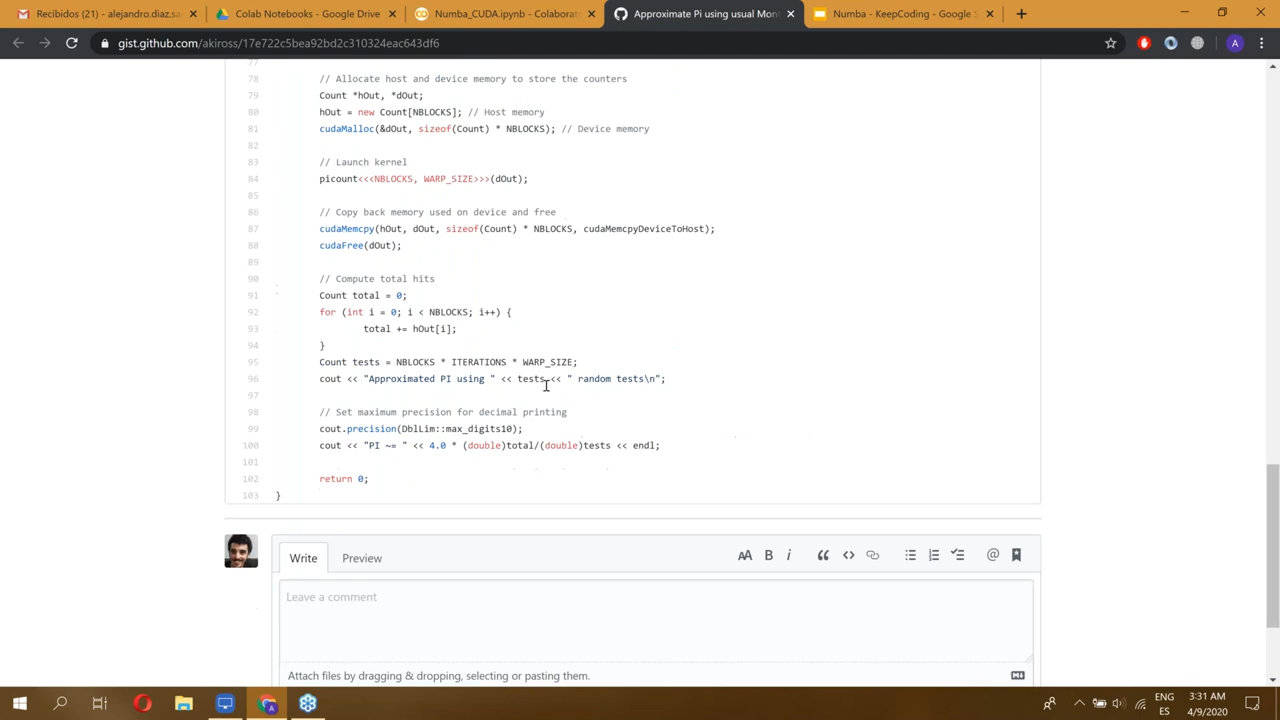 Recibidos (21) - alejandro.diaz.sa
Colab Notebooks - Google Drive
Numba_CUDA.ipynb - Colaborat
Approximate Pi using usual Mon
Numba - KeepCoding - Google S
gist.github.com/akiross/17e722c5bea92bd2c310324eac643df6
A
77
78 // Allocate host and device memory to store the counters
79 Count *hOut, *dOut;
80 hOut = new Count[NBLOCKS]; // Host memory
81 cudaMalloc(&dOut, sizeof(Count) * NBLOCKS); // Device memory
82
83 // Launch kernel
84 picount<<<NBLOCKS, WARP_SIZE>>>(dOut);
85
86 // Copy back memory used on device and free
87 cudaMemcpy(hOut, dOut, sizeof(Count) * NBLOCKS, cudaMemcpyDeviceToHost);
88 cudaFree(dOut);
89
90 // Compute total hits
91 Count total = 0;
92 for (int i = 0; i < NBLOCKS; i++) {
93 total += hOut[i];
94 }
95 Count tests = NBLOCKS * ITERATIONS * WARP_SIZE;
96 cout << "Approximated PI using " << tests << " random tests\n";
97
98 // Set maximum precision for decimal printing
99 cout.precision(DblLim::max_digits10);
100 cout << "PI ~= " << 4.0 * (double)total/(double)tests << endl;
101
102 return 0;
103 }
Write
Preview
AA B i
Leave a comment
Attach files by dragging & dropping, selecting or pasting them.
ENG
ES
3:31 AM
4/9/2020